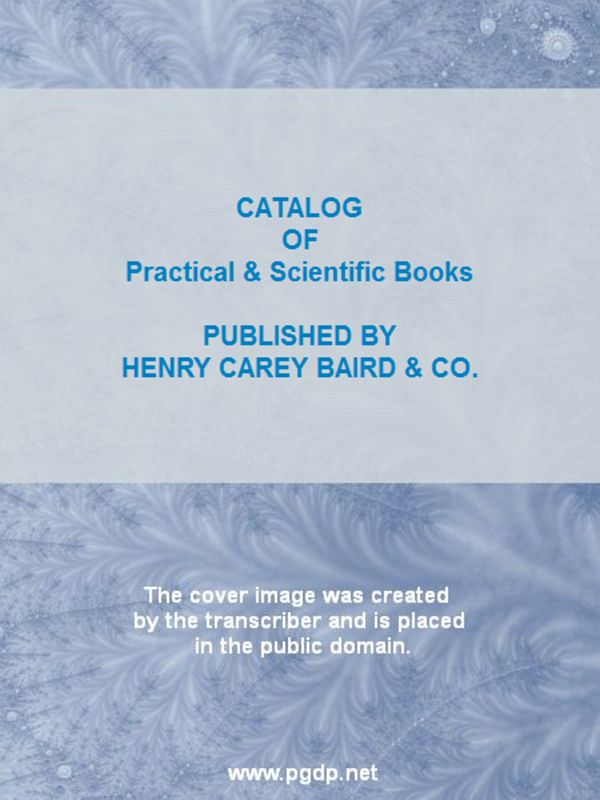 CATALOG
OF
Practical & Scientific Books
PUBLISHED BY
HENRY CAREY BAIRD & CO.
The cover image was created
by the transcriber and is placed
in the public domain.
www.pgdp.net